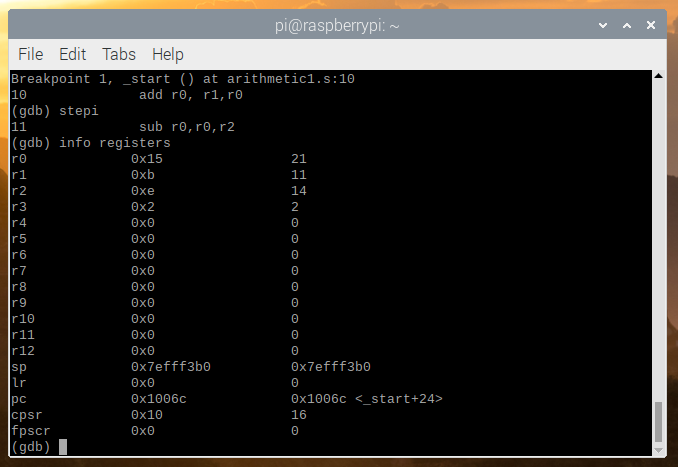 pi@raspberrypi: ~
File Edit Tabs Help
Breakpoint 1, _start () at arithmetic1.s:10
10              add r0, r1,r0
(gdb) stepi
11              sub r0,r0,r2
(gdb) info registers
r0             0x15                21
r1             0xb                 11
r2             0xe                 14
r3             0x2                 2
r4             0x0                 0
r5             0x0                 0
r6             0x0                 0
r7             0x0                 0
r8             0x0                 0
r9             0x0                 0
r10            0x0                 0
r11            0x0                 0
r12            0x0                 0
sp             0x7efff3b0          0x7efff3b0
lr             0x0                 0
pc             0x1006c             0x1006c <_start+24>
cpsr           0x10                16
fpscr          0x0                 0
(gdb)